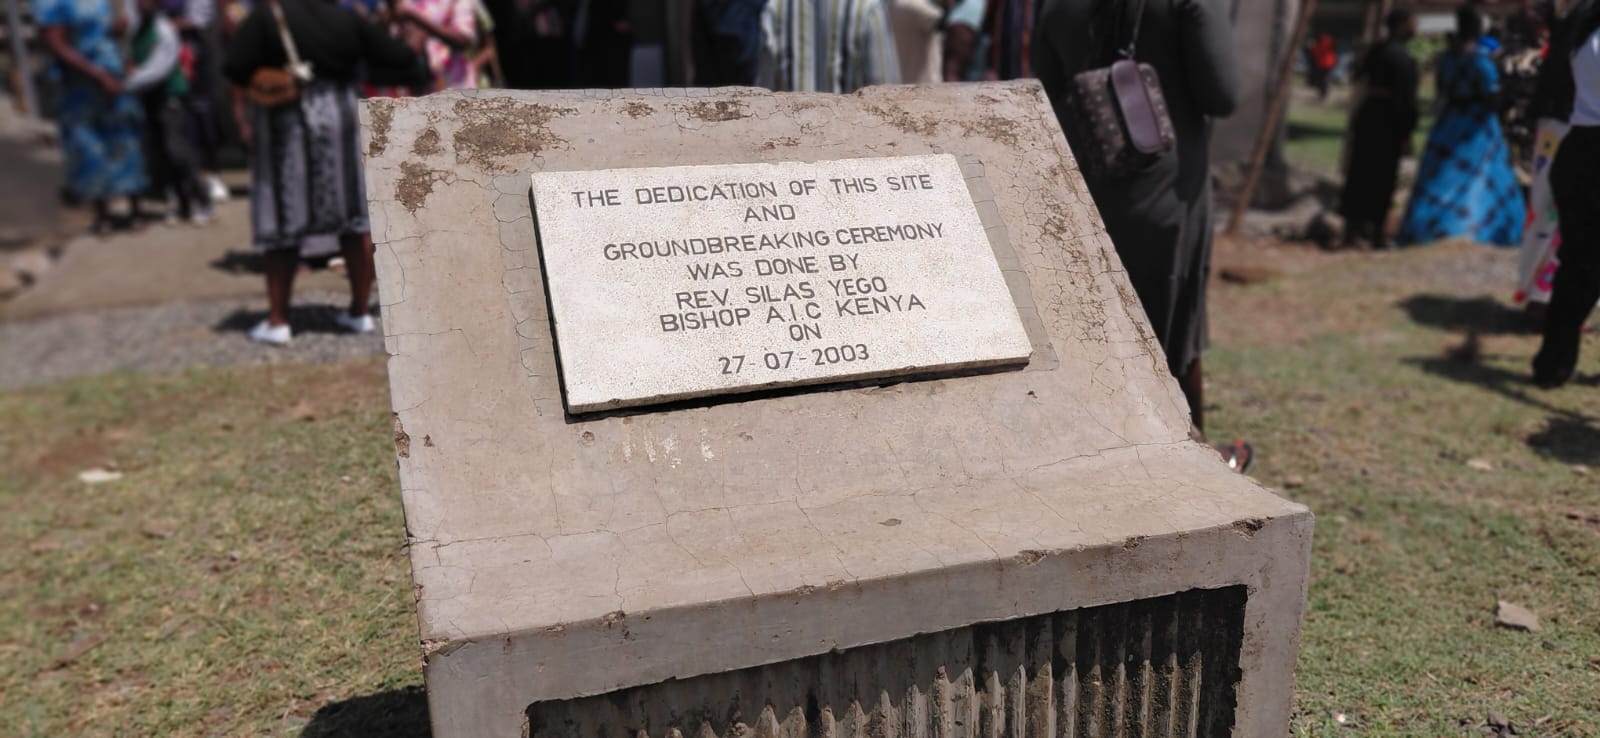 THE DEDICATION OF THIS SITE
AND
GROUNDBREAKING CEREMONY
WAS DONE BY
REV. SILAS YEGO
BISHOP A.I.C KENYA
ON
27-07-2003